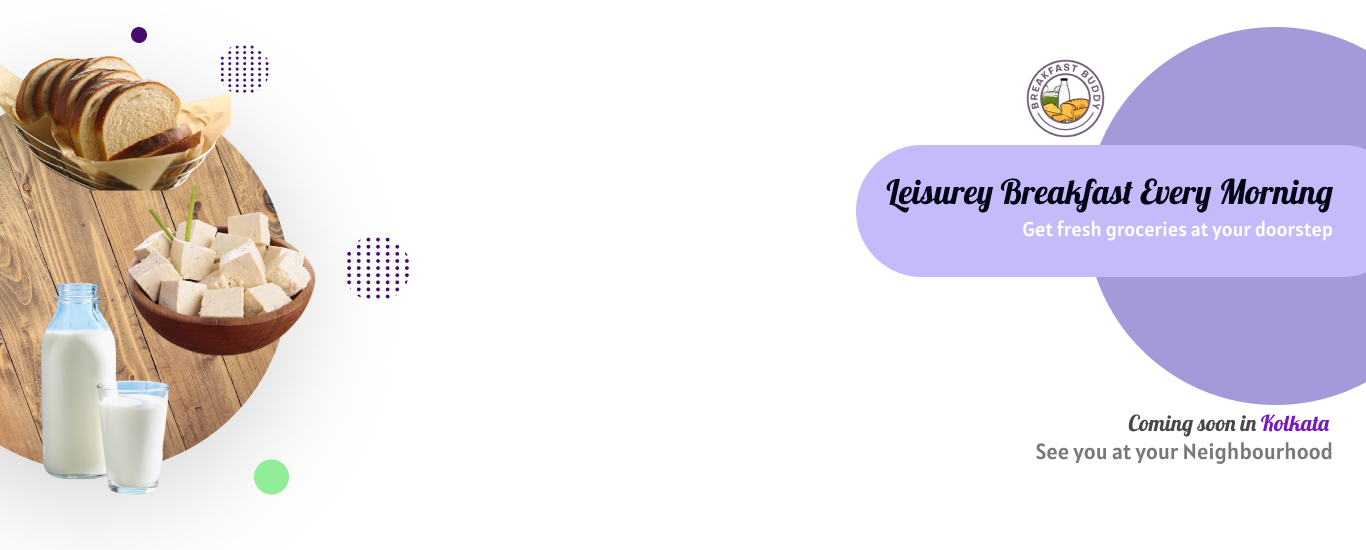 BREAKFAST BUDDY
Leisurey Breakfast Every Morning
Get fresh groceries at your doorstep
Coming soon in Kolkata
See you at your Neighbourhood